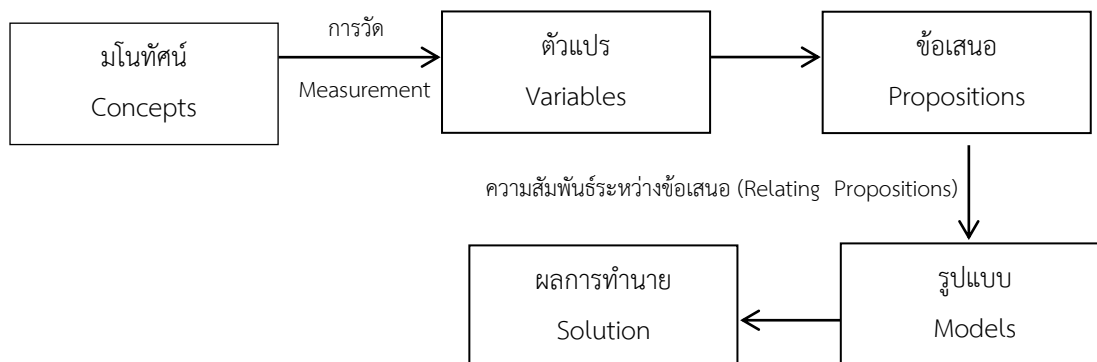 มโนทัศน์
Concepts
การวัด
Measurement
ตัวแปร
Variables
ข้อเสนอ
Propositions
ความสัมพันธ์ระหว่างข้อเสนอ (Relating Propositions)
ผลการทำนาย
Solution
รูปแบบ
Models